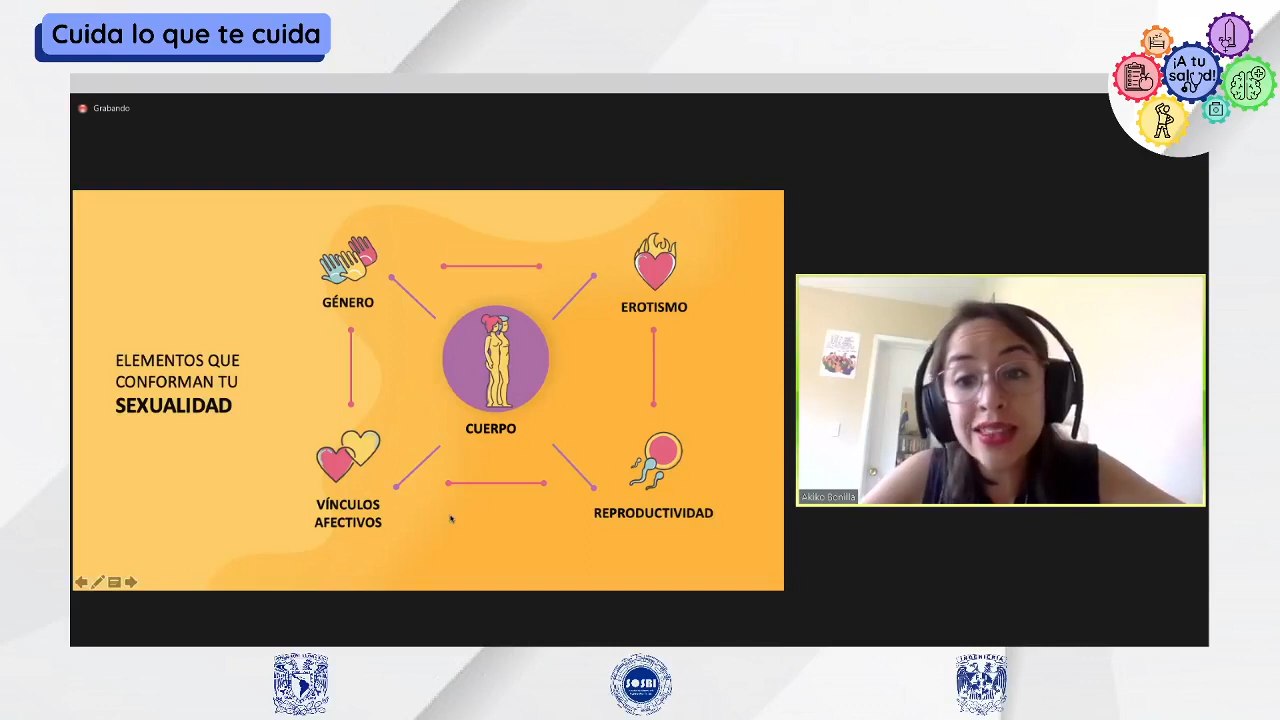 Cuida lo que te cuida
¡A tu
salud!
Grabando
GÉNERO
EROTISMO
ELEMENTOS QUE
CONFORMAN TU
SEXUALIDAD
CUERPO
VÍNCULOS
AFECTIVOS
REPRODUCTIVIDAD
Akiko Bonilla
SOSBI